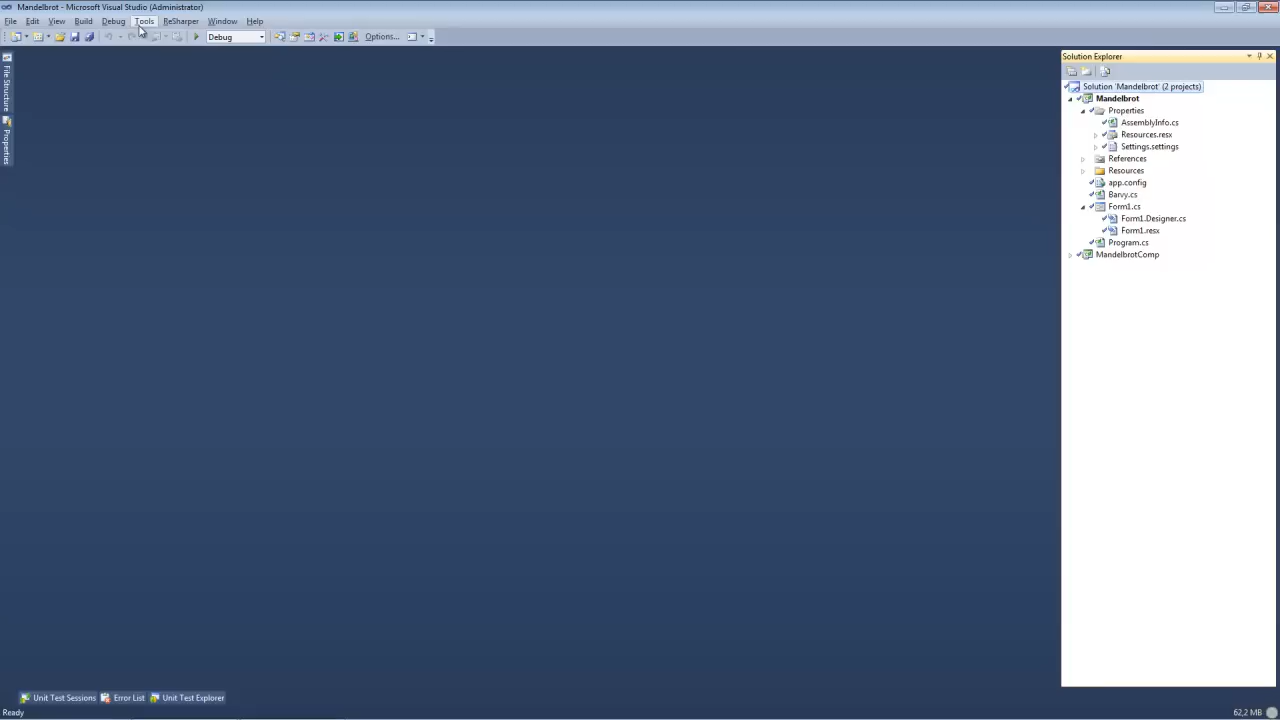 Mandelbrot - Microsoft Visual Studio (Administrator)
File Edit View Build Debug Tools ReSharper Window Help
Debug Options...
File Structure
Properties
Solution Explorer
Solution 'Mandelbrot' (2 projects)
Mandelbrot
Properties
AssemblyInfo.cs
Resources.resx
Settings.settings
References
Resources
app.config
Barvy.cs
Form1.cs
Form1.Designer.cs
Form1.resx
Program.cs
MandelbrotComp
Unit Test Sessions Error List Unit Test Explorer
Ready 62,2 MB